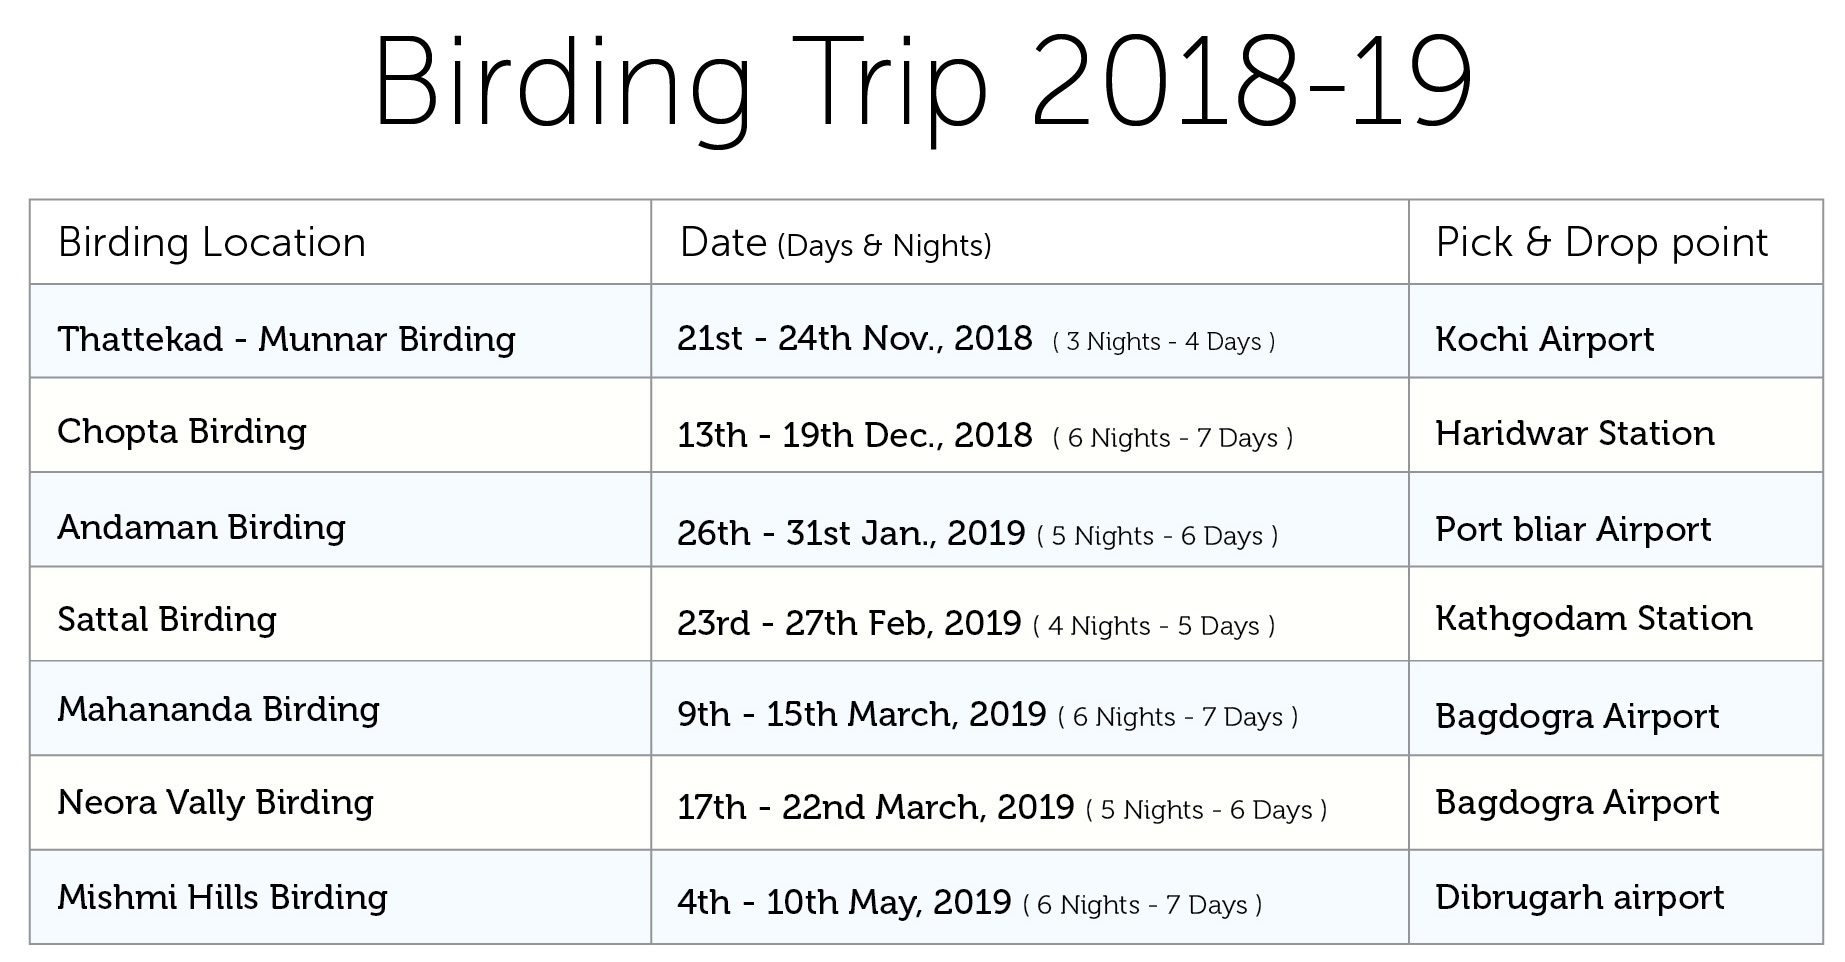 Birding Trip 2018-19
Birding Location Date (Days & Nights) Pick & Drop point
Thattekad - Munnar Birding 21st - 24th Nov., 2018 ( 3 Nights - 4 Days ) Kochi Airport
Chopta Birding 13th - 19th Dec., 2018 ( 6 Nights - 7 Days ) Haridwar Station
Andaman Birding 26th - 31st Jan., 2019 ( 5 Nights - 6 Days ) Port bliar Airport
Sattal Birding 23rd - 27th Feb, 2019 ( 4 Nights - 5 Days ) Kathgodam Station
Mahananda Birding 9th - 15th March, 2019 ( 6 Nights - 7 Days ) Bagdogra Airport
Neora Vally Birding 17th - 22nd March, 2019 ( 5 Nights - 6 Days ) Bagdogra Airport
Mishmi Hills Birding 4th - 10th May, 2019 ( 6 Nights - 7 Days ) Dibrugarh airport